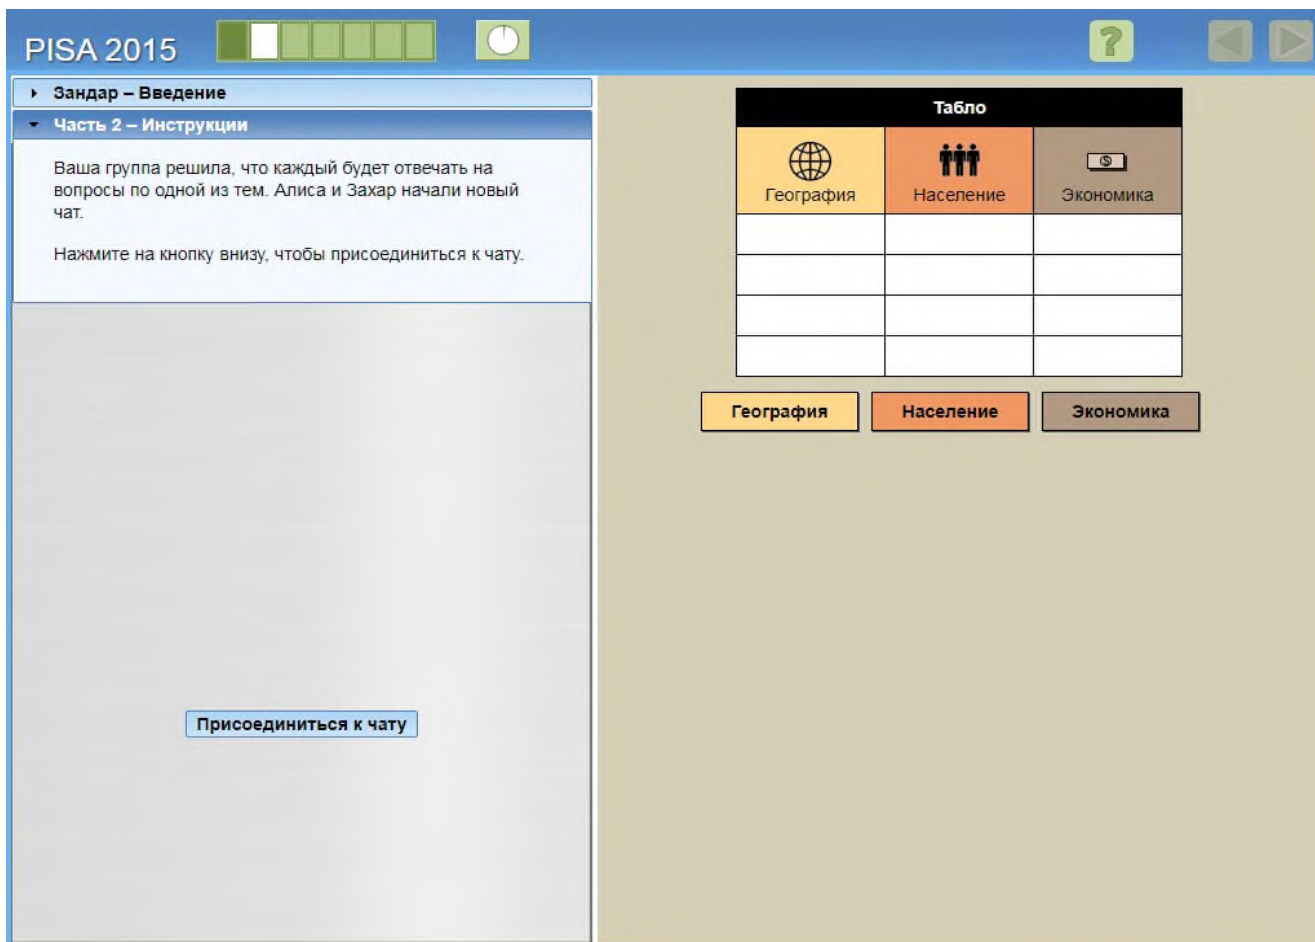 PISA 2015
?
Зандар – Введение
Часть 2 – Инструкции
Ваша группа решила, что каждый будет отвечать на
вопросы по одной из тем. Алиса и Захар начали новый
чат.
Нажмите на кнопку внизу, чтобы присоединиться к чату.
Присоединиться к чату
Табло
География Население Экономика
География Население Экономика